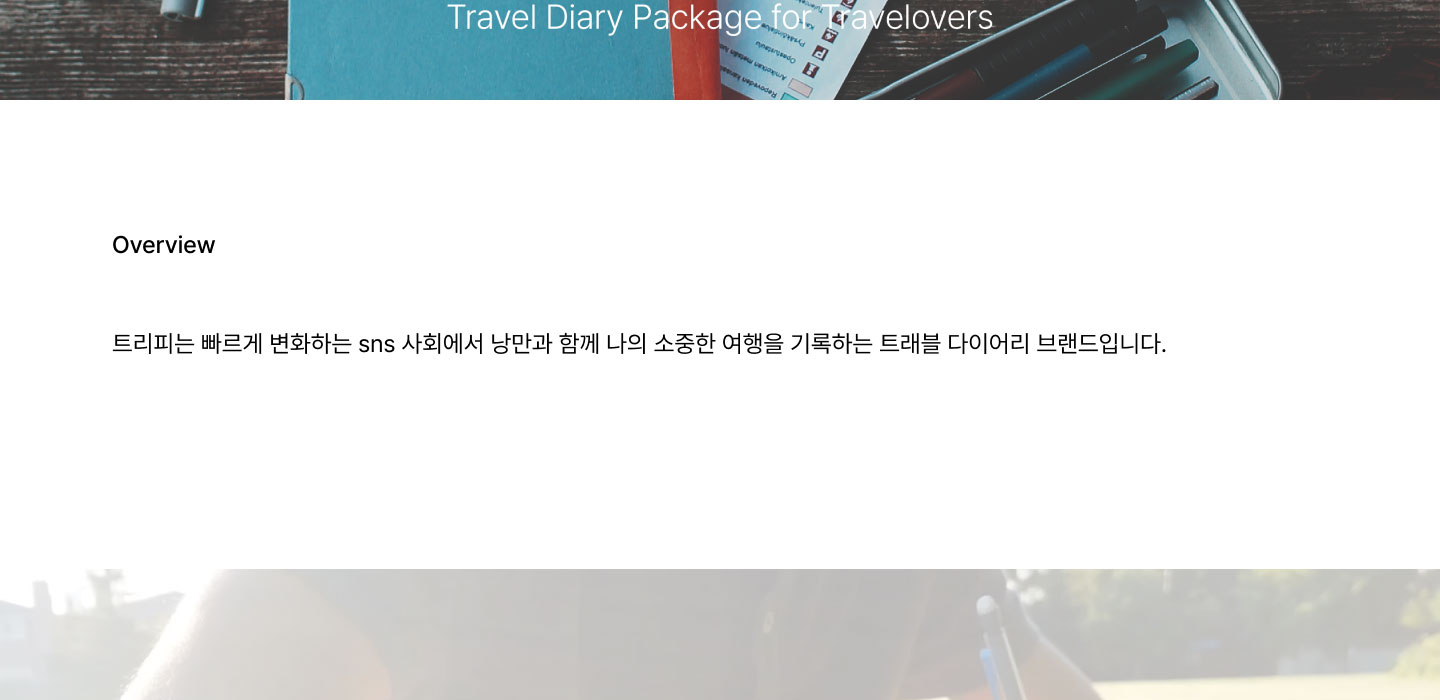 Travel Diary Package for Travelovers
Overview
트리피는 빠르게 변화하는 sns 사회에서 낭만과 함께 나의 소중한 여행을 기록하는 트래블 다이어리 브랜드입니다.